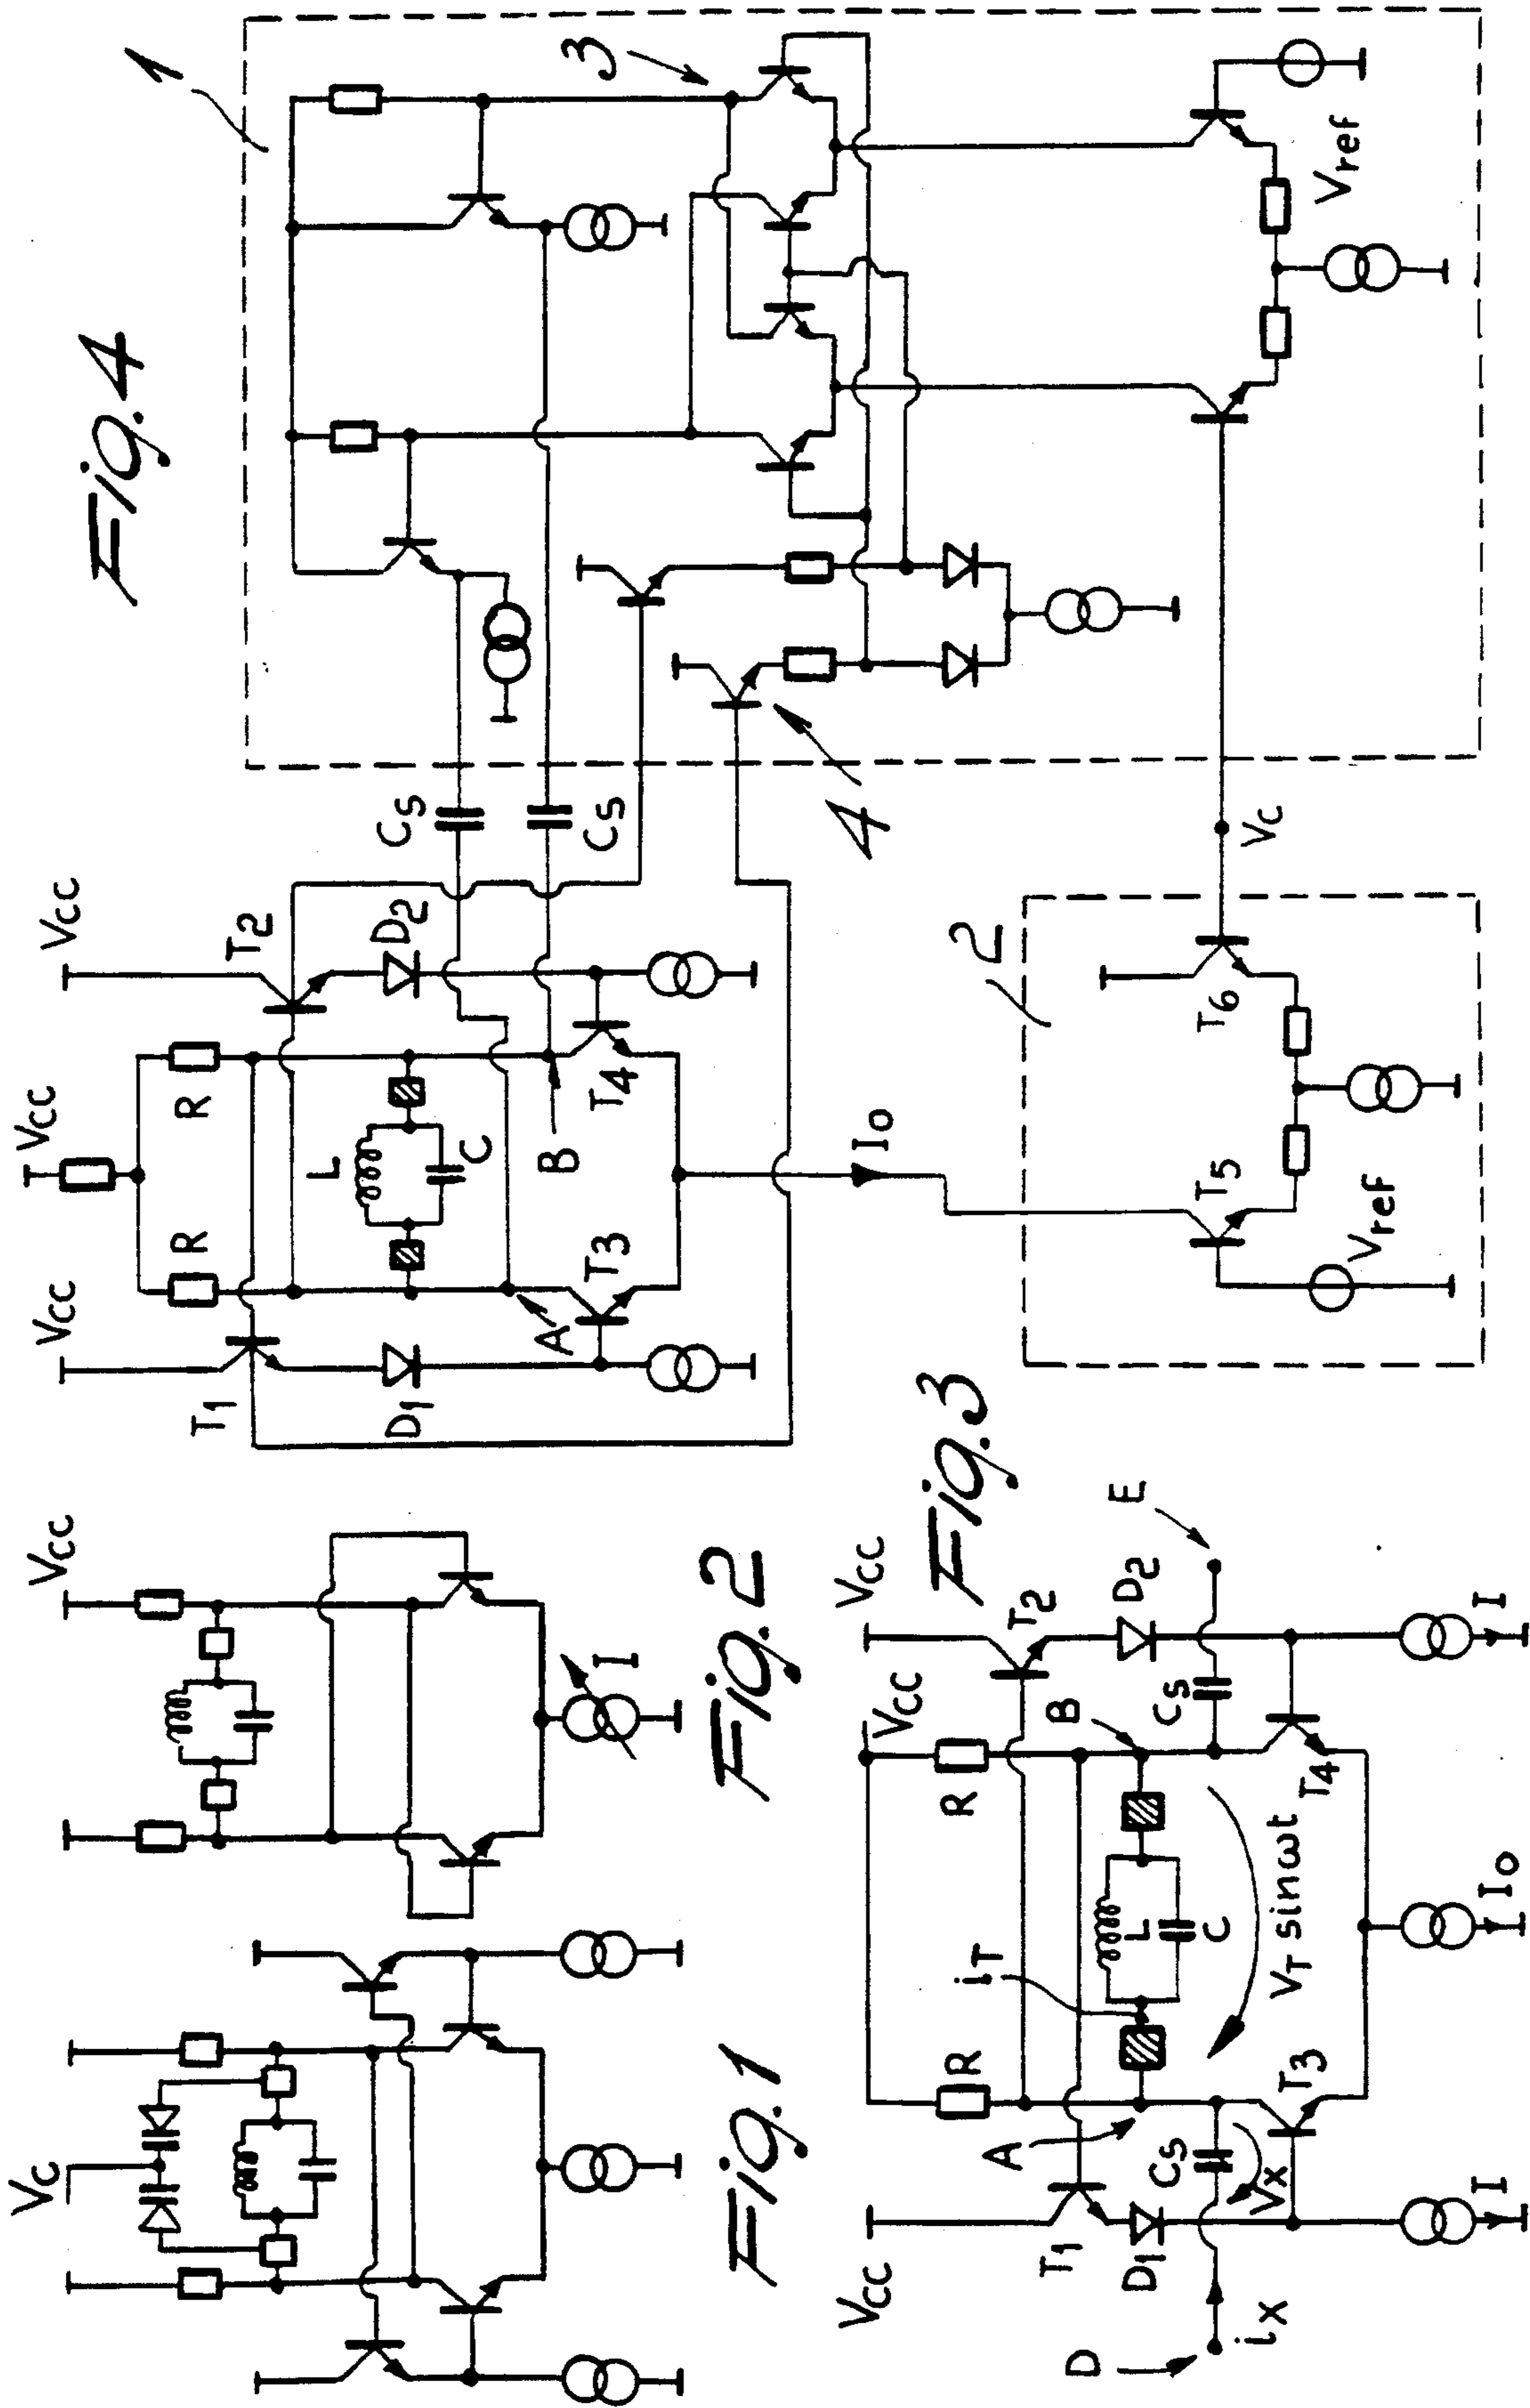 Fig.1
VC
Fig.2
VCC
I
Fig.3
VCC
VCC
VCC
T1
T2
D1
D2
R
R
A
B
iT
L
C
CS
CS
VX
VT sinωt
T3
T4
D
iX
E
I
IO
I
Fig.4
VCC
VCC
VCC
T1
T2
R
R
D1
D2
L
C
A
B
T3
T4
CS
CS
IO
1
2
3
4
T5
T6
Vref
VC
Vref